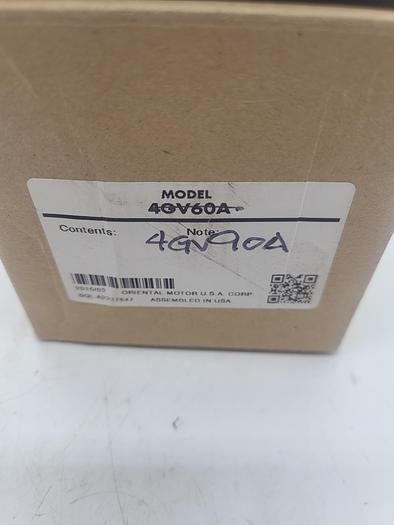 MODEL
4GV60A
Contents: Note:
4GV90A
ORIENTAL MOTOR U.S.A. CORP.
ASSEMBLED IN USA